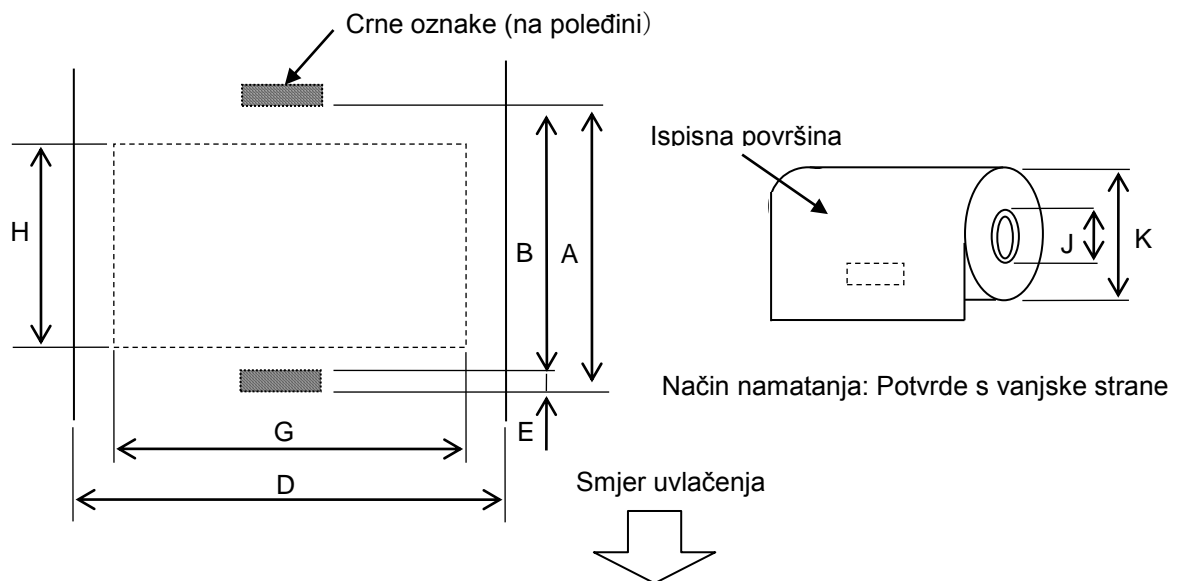 Crne oznake (na poleđini）
Ispisna površina
H
B
A
J
K
Način namatanja: Potvrde s vanjske strane
E
G
D
Smjer uvlačenja